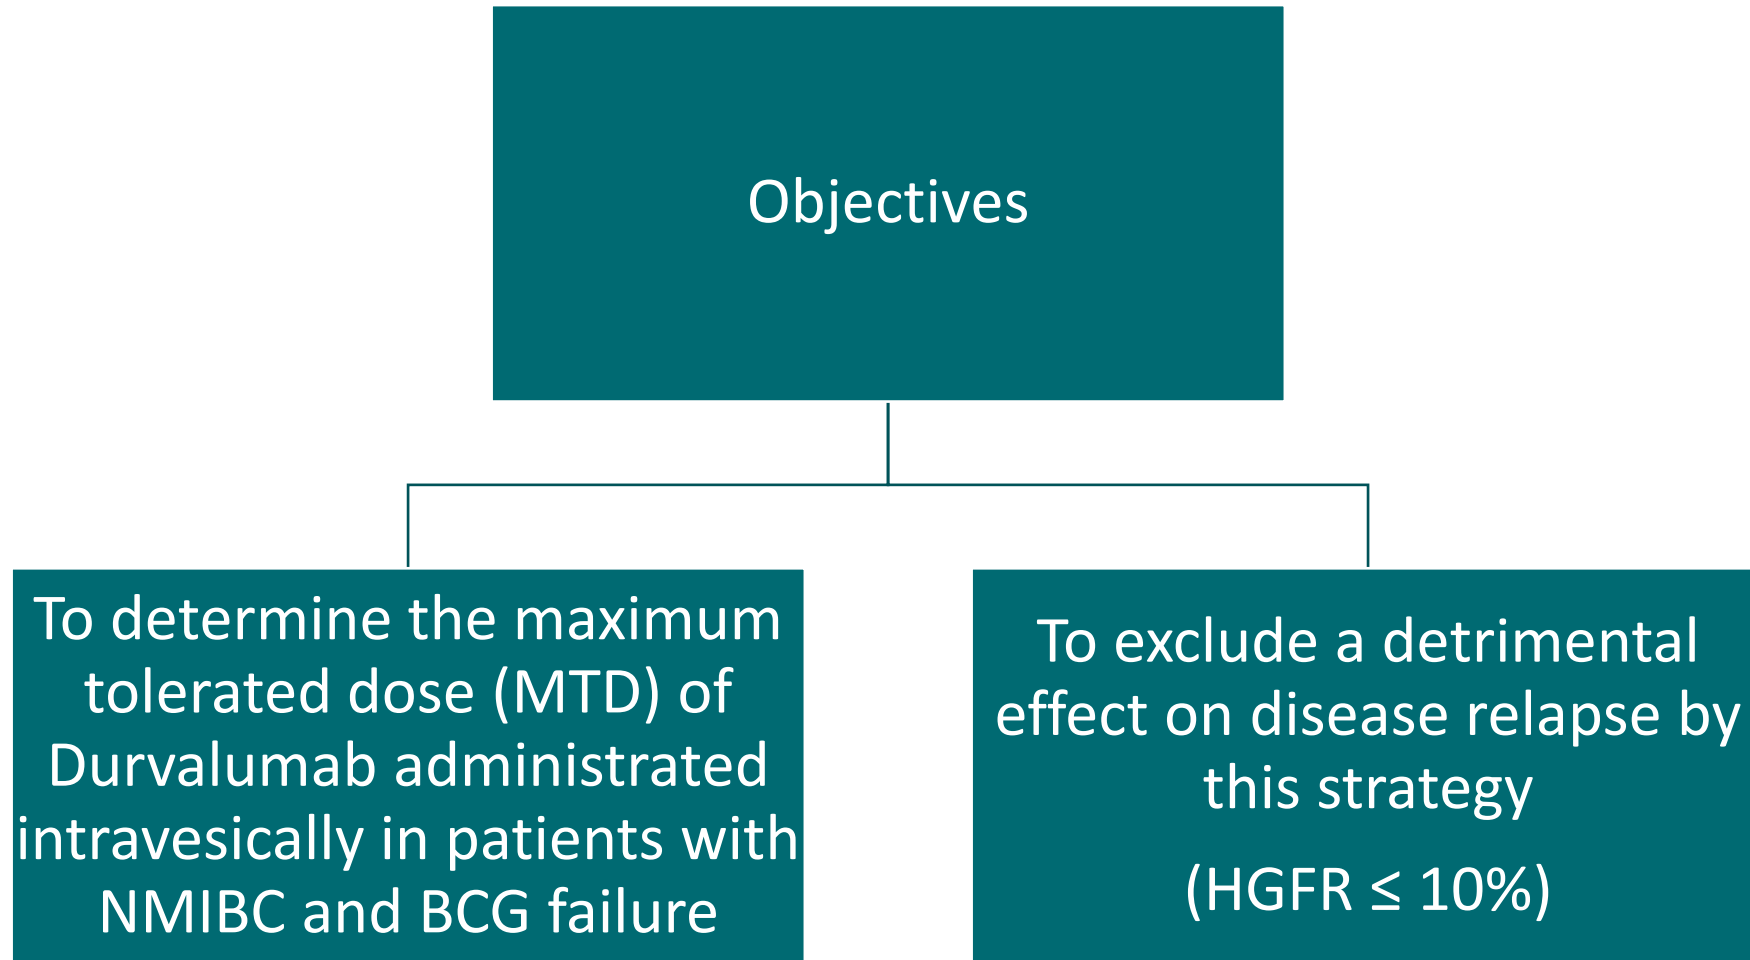 Objectives
To determine the maximum
tolerated dose (MTD) of
Durvalumab administrated
intravesically in patients with
NMIBC and BCG failure
To exclude a detrimental
effect on disease relapse by
this strategy
(HGFR ≤ 10%)